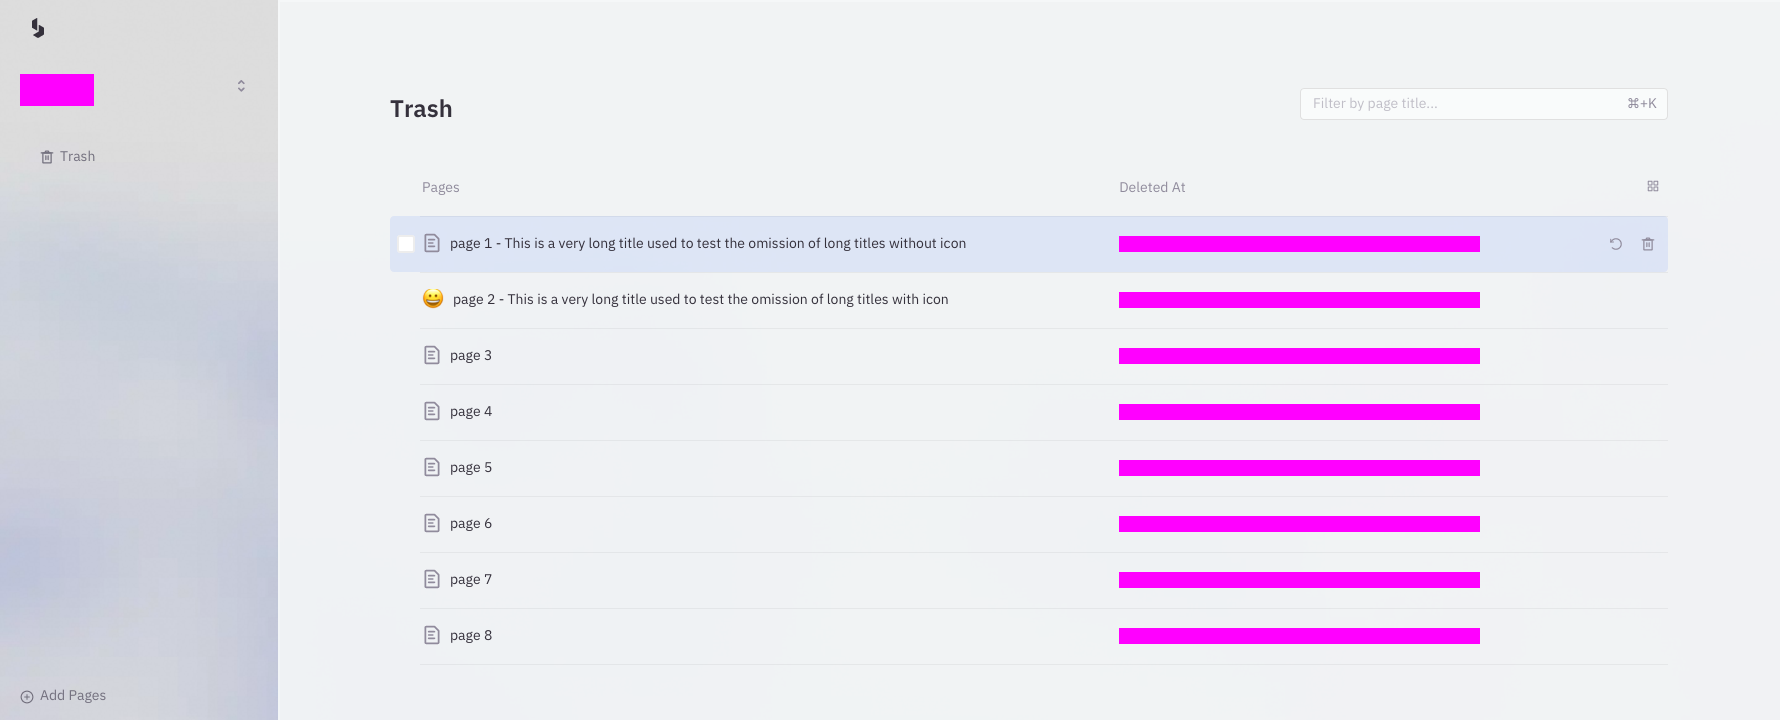 Trash
Trash
Filter by page title...
⌘+K
Pages
Deleted At
page 1 - This is a very long title used to test the omission of long titles without icon
page 2 - This is a very long title used to test the omission of long titles with icon
page 3
page 4
page 5
page 6
page 7
page 8
Add Pages